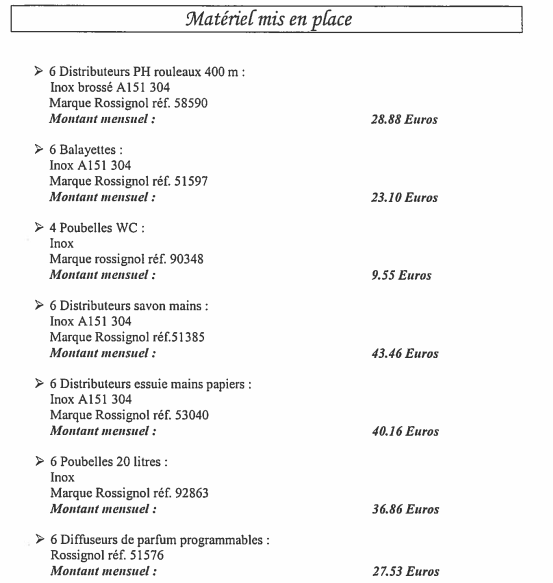 Matériel mis en place
➢ 6 Distributeurs PH rouleaux 400 m :
Inox brossé A151 304
Marque Rossignol réf. 58590
Montant mensuel : 28.88 Euros
➢ 6 Balayettes :
Inox A151 304
Marque Rossignol réf. 51597
Montant mensuel : 23.10 Euros
➢ 4 Poubelles WC :
Inox
Marque rossignol réf. 90348
Montant mensuel : 9.55 Euros
➢ 6 Distributeurs savon mains :
Inox A151 304
Marque Rossignol réf.51385
Montant mensuel : 43.46 Euros
➢ 6 Distributeurs essuie mains papiers :
Inox A151 304
Marque Rossignol réf. 53040
Montant mensuel : 40.16 Euros
➢ 6 Poubelles 20 litres :
Inox
Marque Rossignol réf. 92863
Montant mensuel : 36.86 Euros
➢ 6 Diffuseurs de parfum programmables :
Rossignol réf. 51576
Montant mensuel : 27.53 Euros